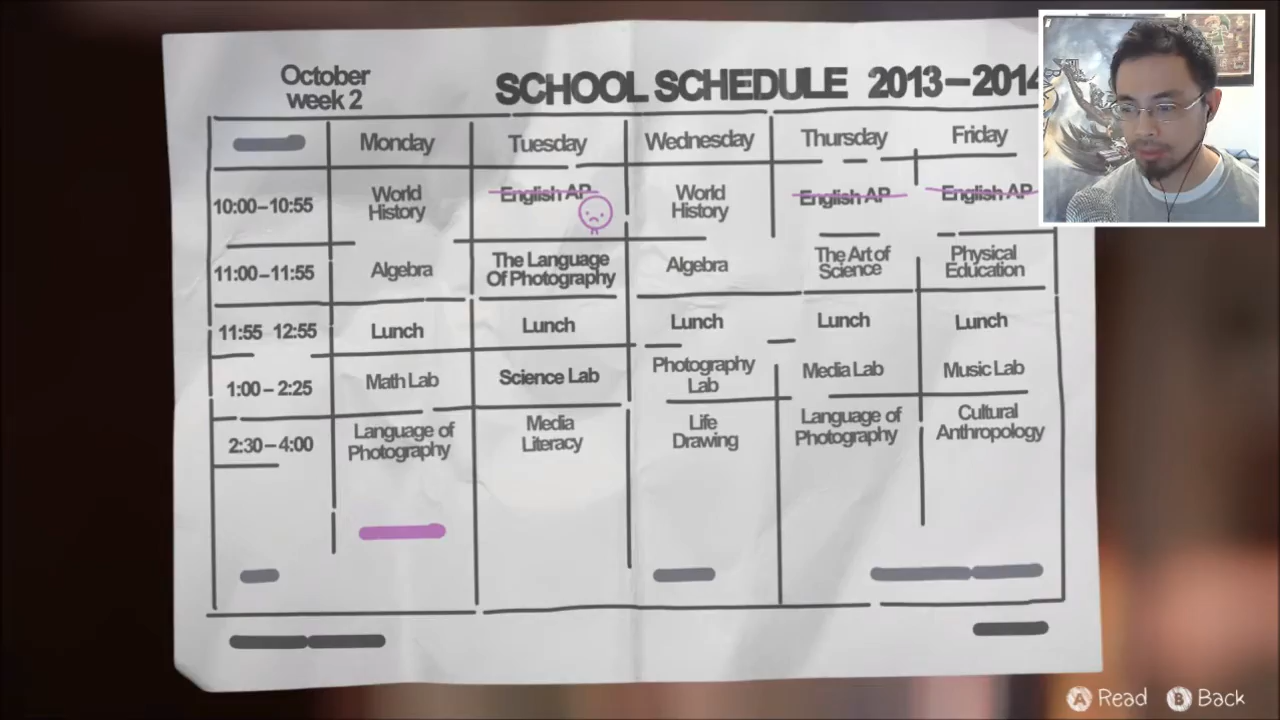 October
week 2
SCHOOL SCHEDULE 2013-2014
Monday Tuesday Wednesday Thursday Friday
10:00-10:55 World History English AP World History English AP English AP
11:00-11:55 Algebra The Language Of Photography Algebra The Art of Science Physical Education
11:55 12:55 Lunch Lunch Lunch Lunch Lunch
1:00-2:25 Math Lab Science Lab Photography Lab Media Lab Music Lab
2:30-4:00 Language of Photography Media Literacy Life Drawing Language of Photography Cultural Anthropology
A Read B Back